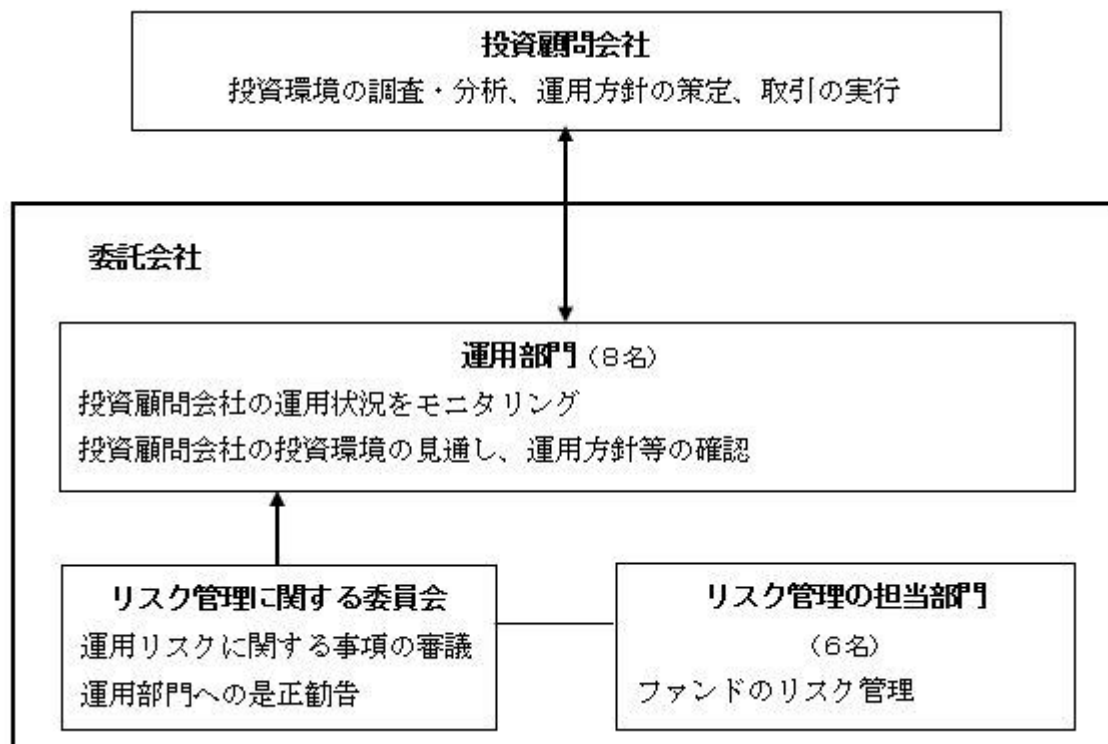 投資顧問会社
投資環境の調査・分析、運用方針の策定、取引の実行
委託会社
運用部門（8名）
投資顧問会社の運用状況をモニタリング
投資顧問会社の投資環境の見通し、運用方針等の確認
リスク管理に関する委員会
運用リスクに関する事項の審議
運用部門への是正勧告
リスク管理の担当部門
（6名）
ファンドのリスク管理